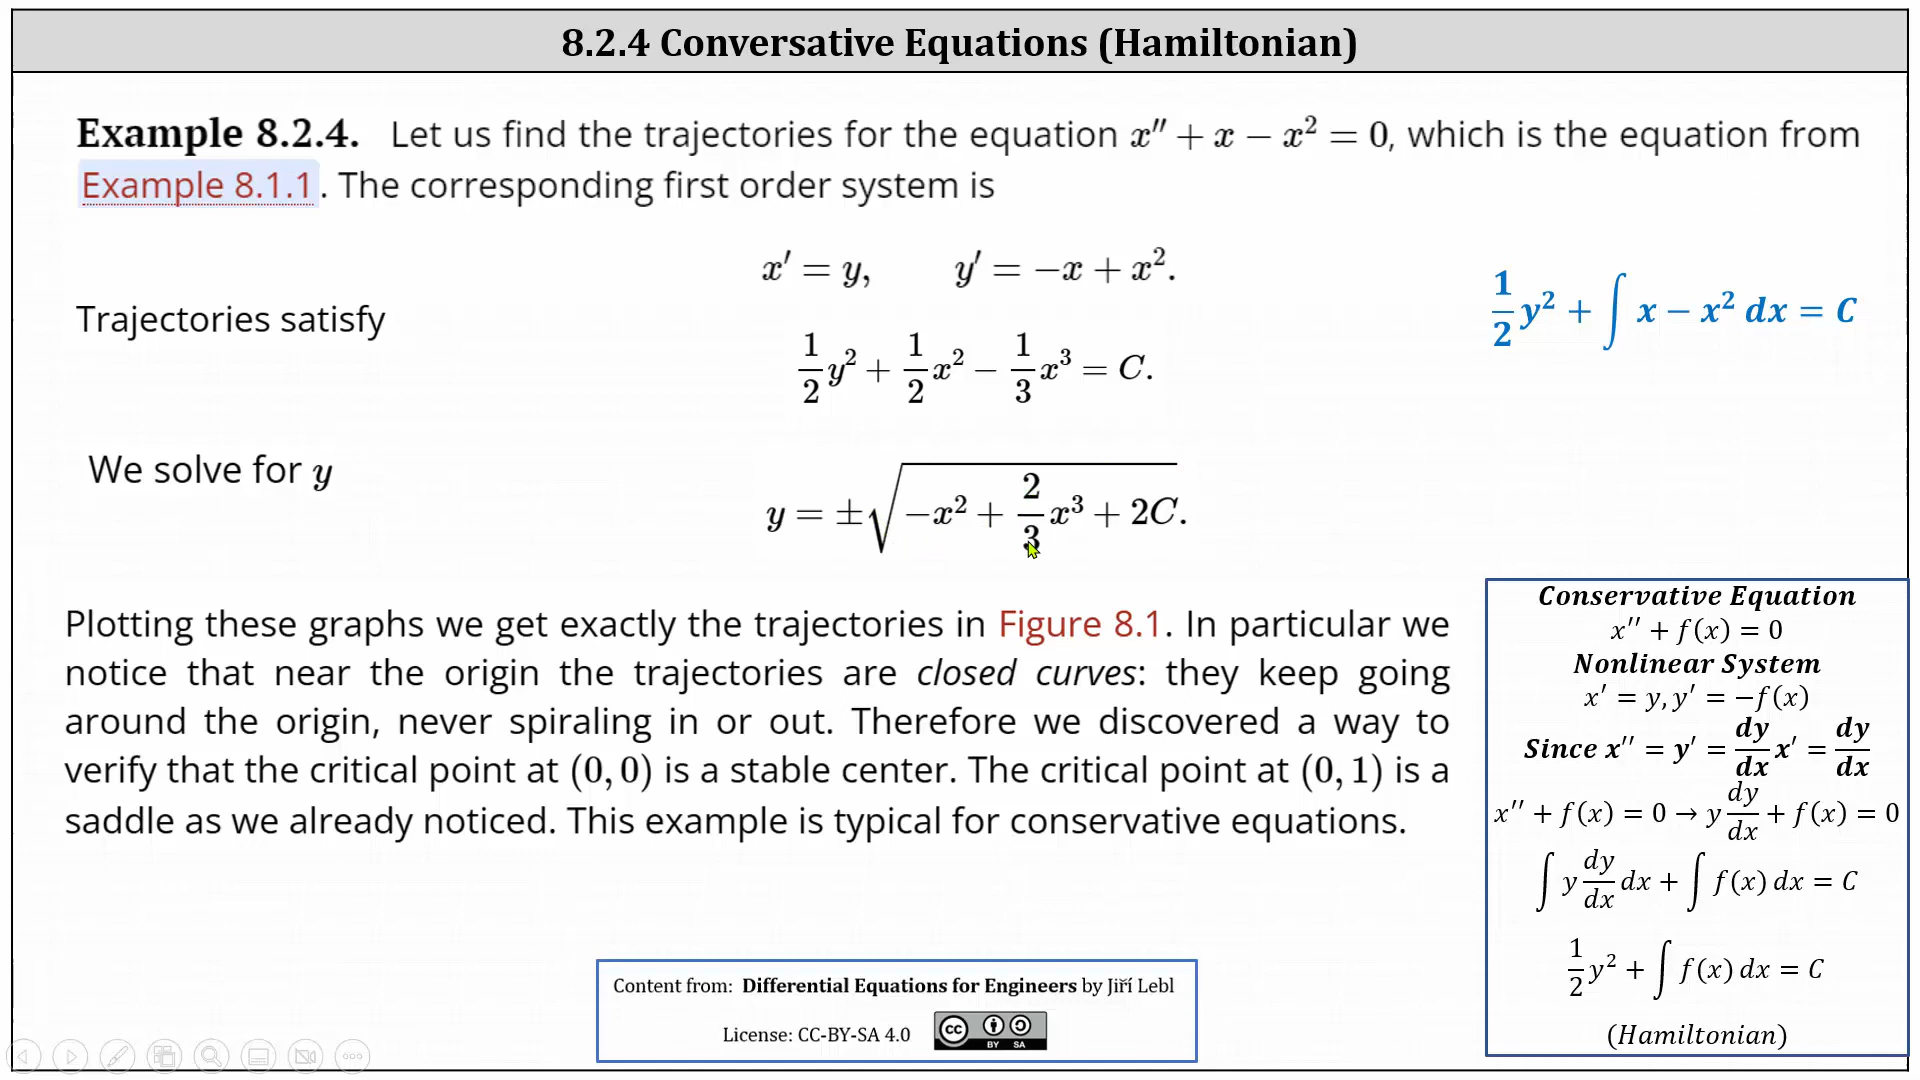 8.2.4 Conversative Equations (Hamiltonian)
Example 8.2.4. Let us find the trajectories for the equation x″ + x − x² = 0, which is the equation from
Example 8.1.1. The corresponding first order system is
x′ = y, y′ = −x + x².
Trajectories satisfy
1/2 y² + 1/2 x² − 1/3 x³ = C.
1/2 y² + ∫ x − x² dx = C
We solve for y
y = ±√(−x² + 2/3 x³ + 2C).
Plotting these graphs we get exactly the trajectories in Figure 8.1. In particular we
notice that near the origin the trajectories are closed curves: they keep going
around the origin, never spiraling in or out. Therefore we discovered a way to
verify that the critical point at (0, 0) is a stable center. The critical point at (0, 1) is a
saddle as we already noticed. This example is typical for conservative equations.
Conservative Equation
x″ + f(x) = 0
Nonlinear System
x′ = y, y′ = −f(x)
Since x″ = y′ = dy/dx x′ = dy/dx
x″ + f(x) = 0 → y dy/dx + f(x) = 0
∫ y dy/dx dx + ∫ f(x) dx = C
1/2 y² + ∫ f(x) dx = C
(Hamiltonian)
Content from: Differential Equations for Engineers by Jiří Lebl
License: CC-BY-SA 4.0
cc BY SA